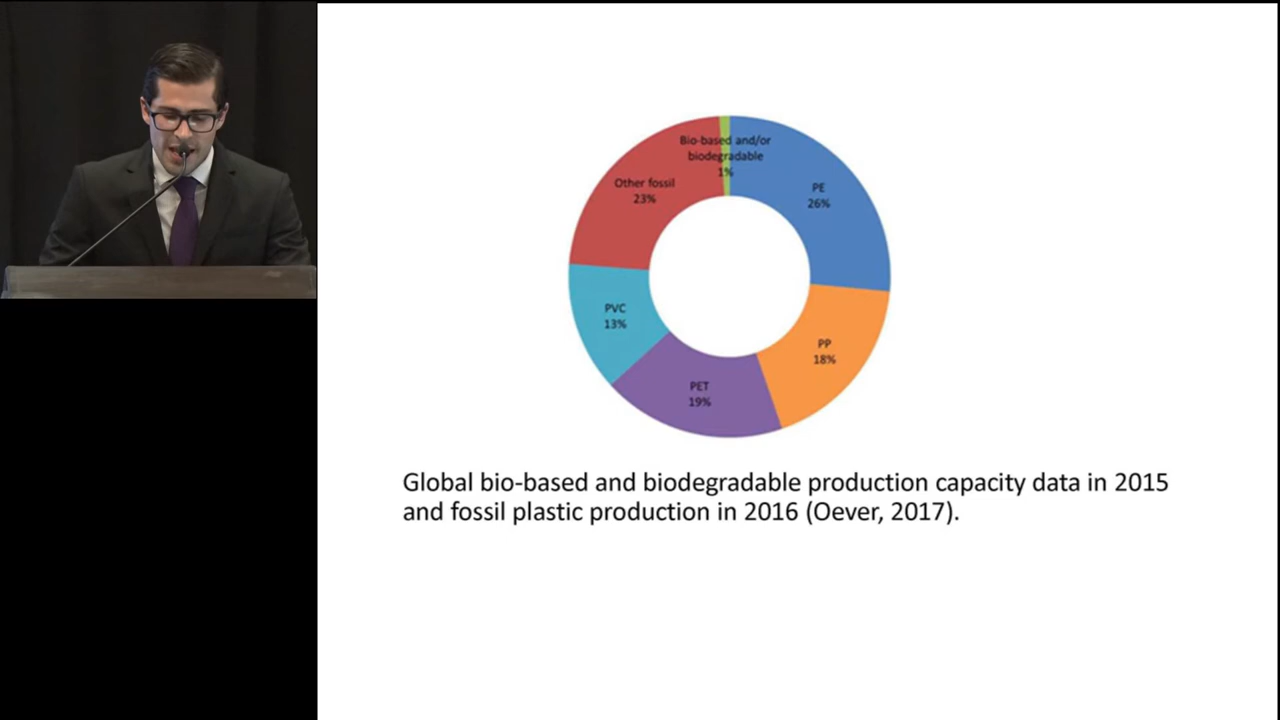 Bio-based and/or
biodegradable
1%
PE
26%
Other fossil
23%
PVC
13%
PP
18%
PET
19%
Global bio-based and biodegradable production capacity data in 2015
and fossil plastic production in 2016 (Oever, 2017).